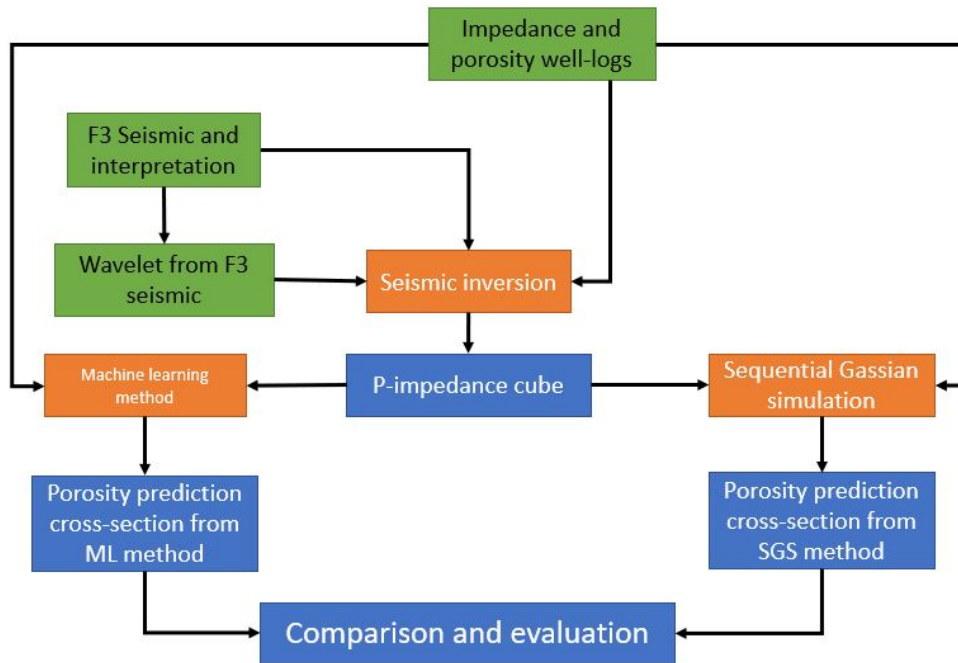 Impedance and
porosity well-logs
F3 Seismic and
interpretation
Wavelet from F3
seismic
Seismic inversion
Machine learning
method
P-impedance cube
Sequential Gassian
simulation
Porosity prediction
cross-section from
ML method
Porosity prediction
cross-section from
SGS method
Comparison and evaluation